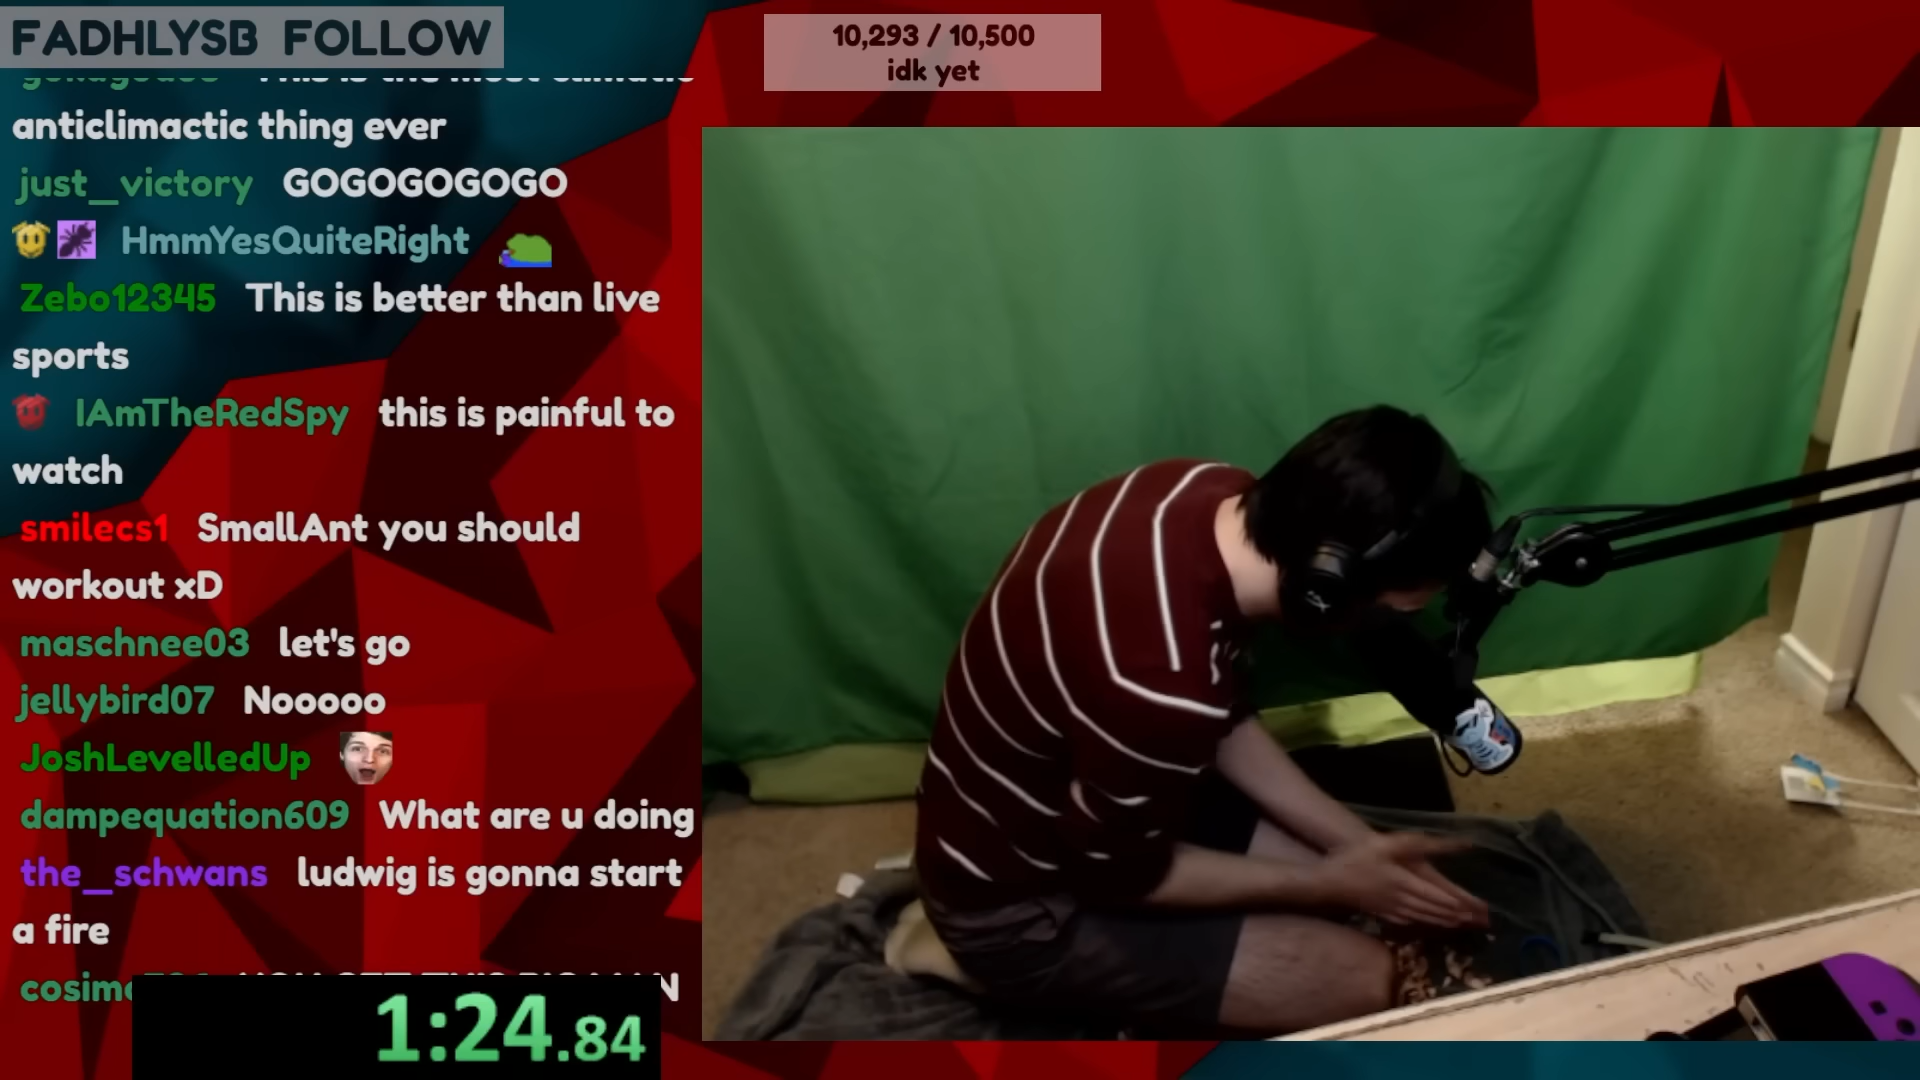 FADHLYSB FOLLOW
10,293 / 10,500
idk yet
anticlimactic thing ever
just__victory GOGOGOGOGO
HmmYesQuiteRight
Zebo12345 This is better than live
sports
IAmTheRedSpy this is painful to
watch
smilecs1 SmallAnt you should
workout xD
maschnee03 let's go
jellybird07 Nooooo
JoshLevelledUp
dampequation609 What are u doing
the__schwans ludwig is gonna start
a fire
1:24.84